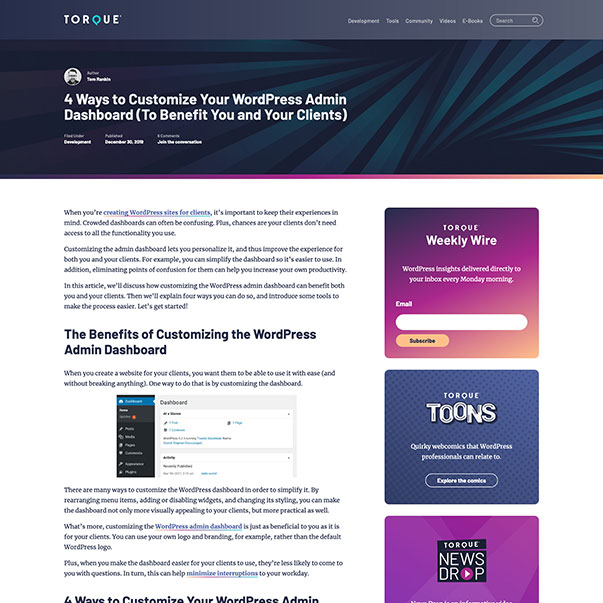 TORQUE
Development Tools Community Videos E-Books Search
Author
Tom Rankin
4 Ways to Customize Your WordPress Admin
Dashboard (To Benefit You and Your Clients)
Filed Under Published 6 Comments
Development December 30, 2019 Join the conversation
When you're creating WordPress sites for clients, it's important to keep their experiences in
mind. Crowded dashboards can often be confusing. Plus, chances are your clients don't need
access to all the functionality you use.
Customizing the admin dashboard lets you personalize it, and thus improve the experience for
both you and your clients. For example, you can simplify the dashboard so it's easier to use. In
addition, eliminating points of confusion for them can help you increase your own productivity.
In this article, we'll discuss how customizing the WordPress admin dashboard can benefit both
you and your clients. Then we'll explain four ways you can do so, and introduce some tools to
make the process easier. Let's get started!
The Benefits of Customizing the WordPress
Admin Dashboard
When you create a website for your clients, you want them to be able to use it with ease (and
without breaking anything). One way to do that is by customizing the dashboard.
Dashboard
Home
Updates
Posts
Media
Pages
Comments
Appearance
Plugins
Dashboard
At a Glance
1 Post 1 Page
1 Comment
Activity
Recently Published
There are many ways to customize the WordPress dashboard in order to simplify it. By
rearranging menu items, adding or disabling widgets, and changing its styling, you can make
the dashboard not only more visually appealing to your clients, but more practical as well.
What's more, customizing the WordPress admin dashboard is just as beneficial to you as it is
for your clients. You can use your own logo and branding, for example, rather than the default
WordPress logo.
Plus, when you make the dashboard easier for your clients to use, they're less likely to come to
you with questions. In turn, this can help minimize interruptions to your workday.
4 Ways to Customize Your WordPress Admin
TORQUE
Weekly Wire
WordPress insights delivered directly to
your inbox every Monday morning.
Email
Subscribe
TORQUE
TOONS
Quirky webcomics that WordPress
professionals can relate to.
Explore the comics
TORQUE
NEWS
DROP